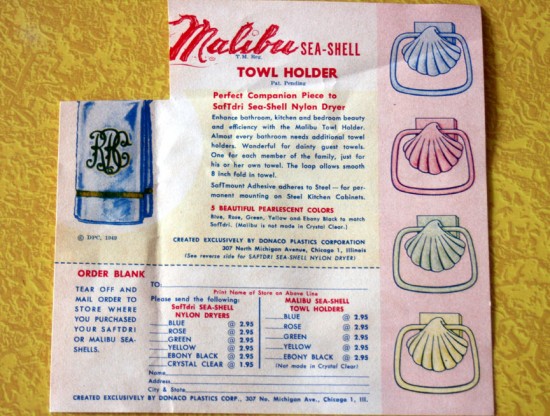 Malibu SEA-SHELL
T.M. Reg.
TOWL HOLDER
Pat. Pending
Perfect Companion Piece to
SafTdri Sea-Shell Nylon Dryer
Enhance bathroom, kitchen and bedroom beauty
and efficiency with the Malibu Towl Holder.
Almost every bathroom needs additional towel
holders. Wonderful for dainty guest towels.
One for each member of the family, just for
his or her own towel. The loop allows smooth
8 inch fold in towel.
SafTmount Adhesive adheres to Steel — for per-
manent mounting on Steel Kitchen Cabinets.
5 BEAUTIFUL PEARLESCENT COLORS
Blue, Rose, Green, Yellow and Ebony Black to match
SafTdri. (Malibu is not made in Crystal Clear.)
© DPC, 1949
CREATED EXCLUSIVELY BY DONACO PLASTICS CORPORATION
307 North Michigan Avenue, Chicago 1, Illinois
(See reverse side for SAFTDRI SEA-SHELL NYLON DRYER)
ORDER BLANK
TEAR OFF AND
MAIL ORDER TO
STORE WHERE
YOU PURCHASED
YOUR SAFTDRI
OR MALIBU SEA-
SHELLS.
TO:
Print Name of Store on Above Line
Please send the following:
SafTdri SEA-SHELL
NYLON DRYERS
BLUE @ 2.95
ROSE @ 2.95
GREEN @ 2.95
YELLOW @ 2.95
EBONY BLACK @ 2.95
CRYSTAL CLEAR @ 1.95
MALIBU SEA-SHELL
TOWL HOLDERS
BLUE @ 2.95
ROSE @ 2.95
GREEN @ 2.95
YELLOW @ 2.95
EBONY BLACK @ 2.95
(Not made in Crystal Clear)
Name
Address
City & State
CREATED EXCLUSIVELY BY DONACO PLASTICS CORP., 307 No. Michigan Ave., Chicago 1, Ill.